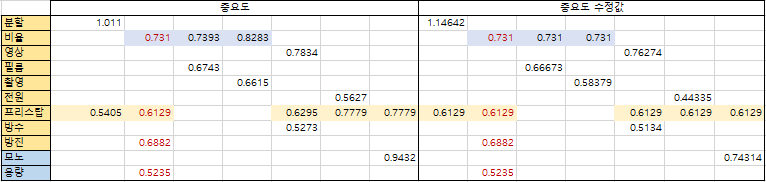 중요도 중요도 수정값
분할 1.011 1.14642
비율 0.731 0.7393 0.8283 0.731 0.731 0.731
영상 0.7834 0.76274
필름 0.6743 0.66673
촬영 0.6615 0.58379
전원 0.5627 0.44335
프리스탑 0.5405 0.6129 0.6295 0.7779 0.7779 0.6129 0.6129 0.6129 0.6129 0.6129
방수 0.5273 0.5134
방진 0.6882 0.6882
모노 0.9432 0.74314
용량 0.5235 0.5235